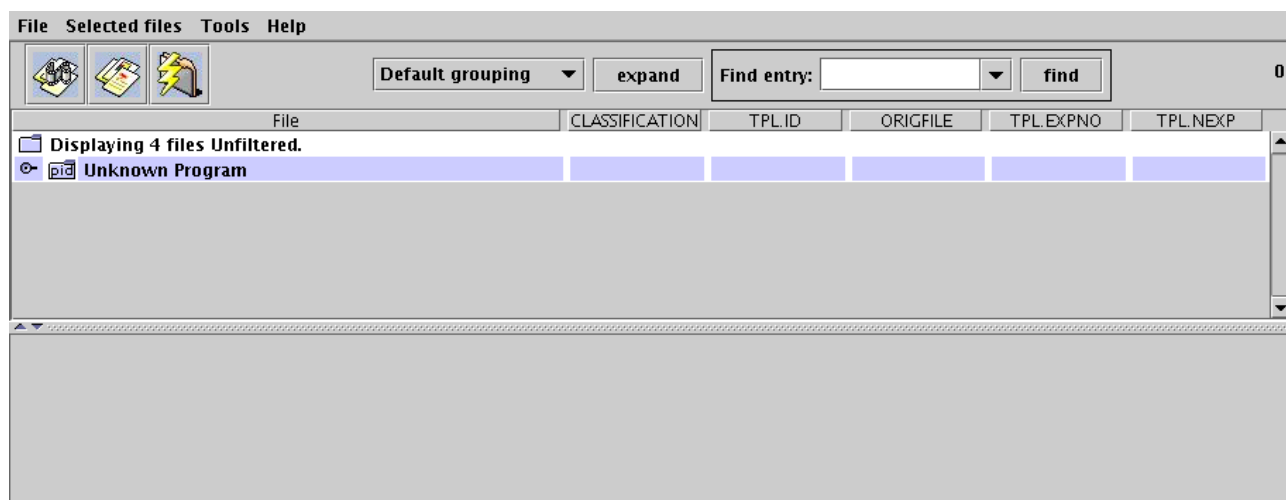 File Selected files Tools Help
Default grouping expand Find entry: find 0
File CLASSIFICATION TPL.ID ORIGFILE TPL.EXPNO TPL.NEXP
Displaying 4 files Unfiltered.
pid Unknown Program